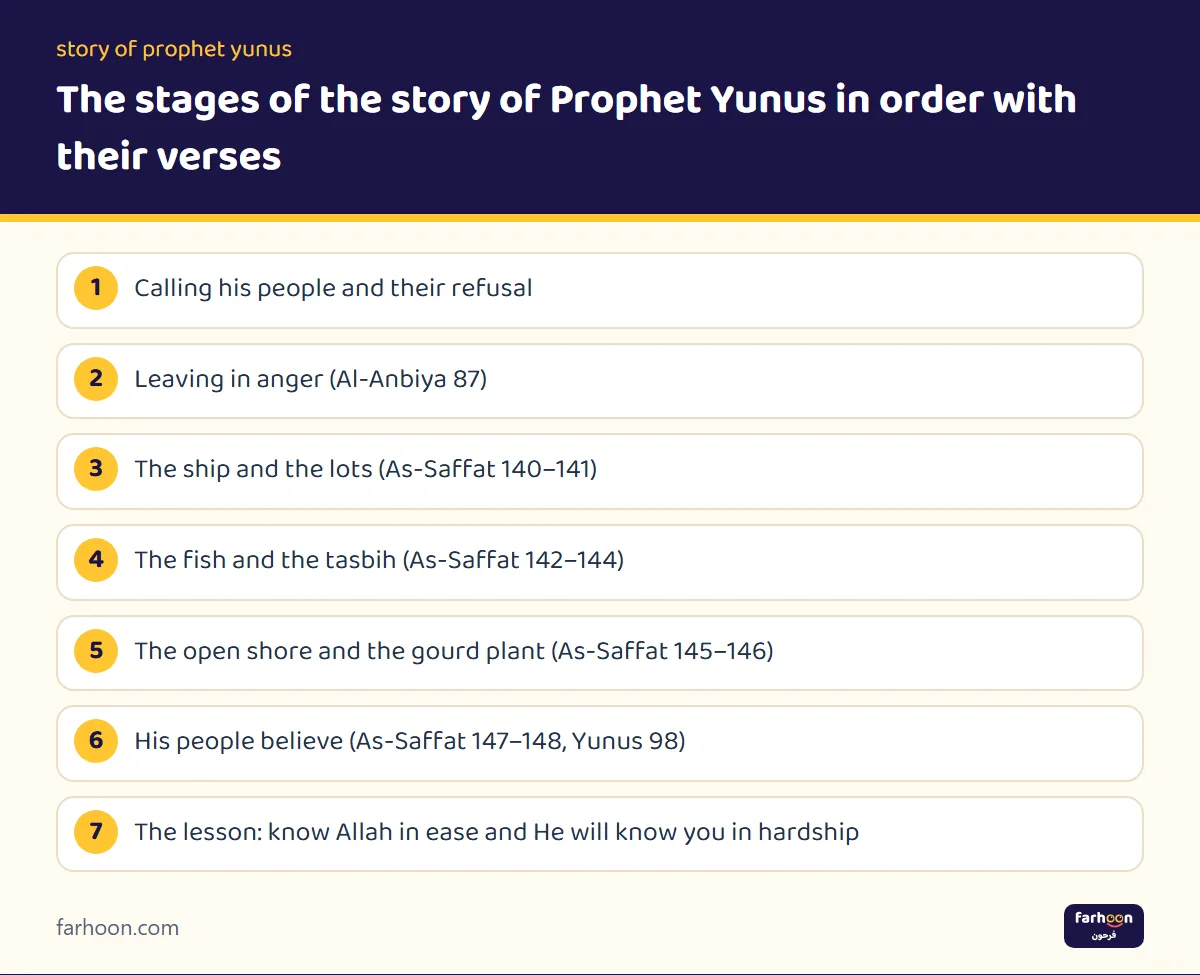 story of prophet yunus
The stages of the story of Prophet Yunus in order with
their verses
1 Calling his people and their refusal
2 Leaving in anger (Al-Anbiya 87)
3 The ship and the lots (As-Saffat 140–141)
4 The fish and the tasbih (As-Saffat 142–144)
5 The open shore and the gourd plant (As-Saffat 145–146)
6 His people believe (As-Saffat 147–148, Yunus 98)
7 The lesson: know Allah in ease and He will know you in hardship
farhoon.com
farhoon
فرحون